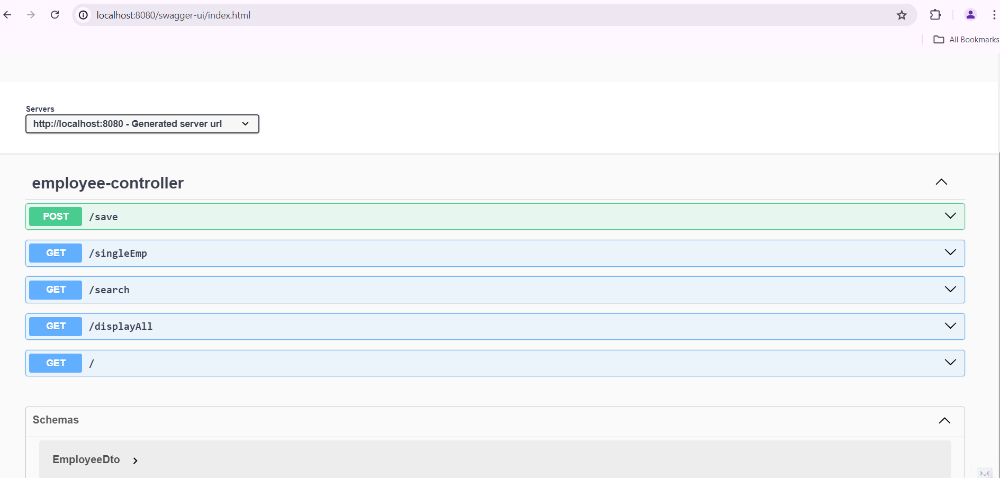 localhost:8080/swagger-ui/index.html
All Bookmarks
Servers
http://localhost:8080 - Generated server url
employee-controller
POST /save
GET /singleEmp
GET /search
GET /displayAll
GET /
Schemas
EmployeeDto